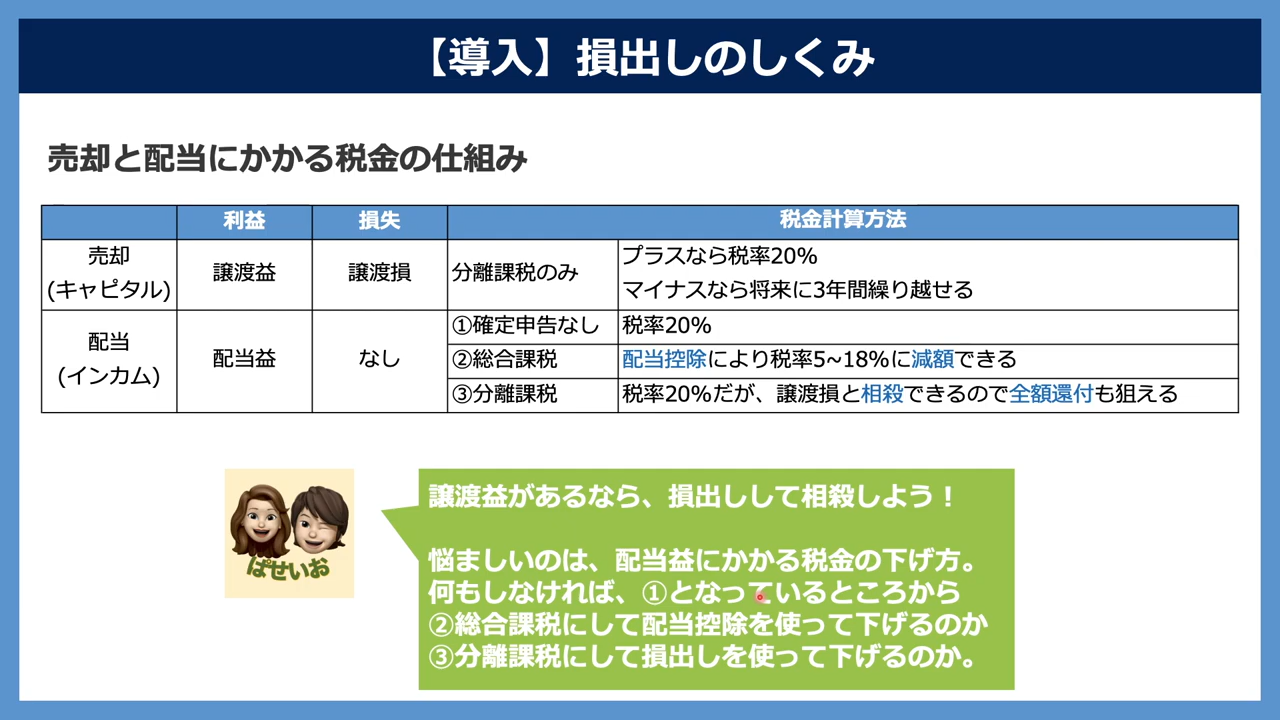 【導入】損出しのしくみ
売却と配当にかかる税金の仕組み
利益 損失 税金計算方法
売却
(キャピタル)
譲渡益
譲渡損
分離課税のみ
プラスなら税率20%
マイナスなら将来に3年間繰り越せる
配当
(インカム)
配当益
なし
①確定申告なし 税率20%
②総合課税 配当控除により税率5~18%に減額できる
③分離課税 税率20%だが、譲渡損と相殺できるので全額還付も狙える
ぱせいお
譲渡益があるなら、損出しして相殺しよう！
悩ましいのは、配当益にかかる税金の下げ方。
何もしなければ、①となっているところから
②総合課税にして配当控除を使って下げるのか
③分離課税にして損出しを使って下げるのか。